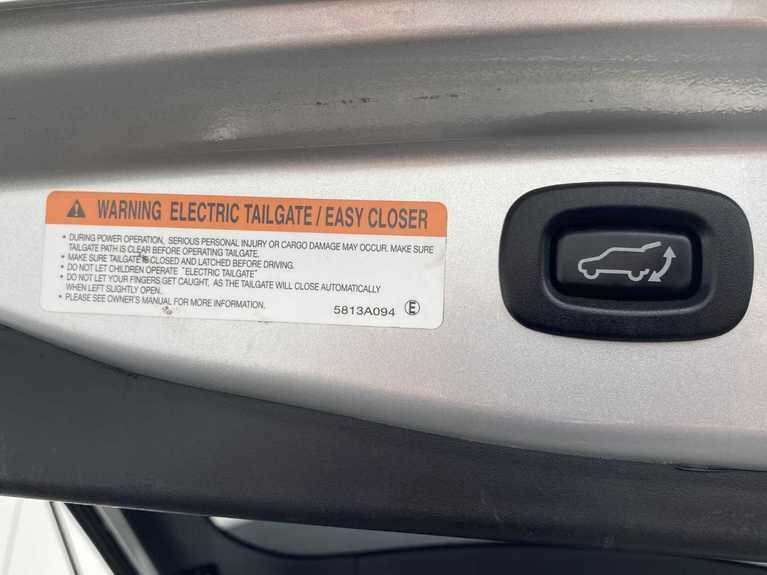 WARNING ELECTRIC TAILGATE / EASY CLOSER
• DURING POWER OPERATION, SERIOUS PERSONAL INJURY OR CARGO DAMAGE MAY OCCUR. MAKE SURE
TAILGATE PATH IS CLEAR BEFORE OPERATING TAILGATE.
• MAKE SURE TAILGATE IS CLOSED AND LATCHED BEFORE DRIVING.
• DO NOT LET CHILDREN OPERATE "ELECTRIC TAILGATE"
• DO NOT LET YOUR FINGERS GET CAUGHT, AS THE TAILGATE WILL CLOSE AUTOMATICALLY
WHEN LEFT SLIGHTLY OPEN.
• PLEASE SEE OWNER'S MANUAL FOR MORE INFORMATION.
5813A094 Ⓔ